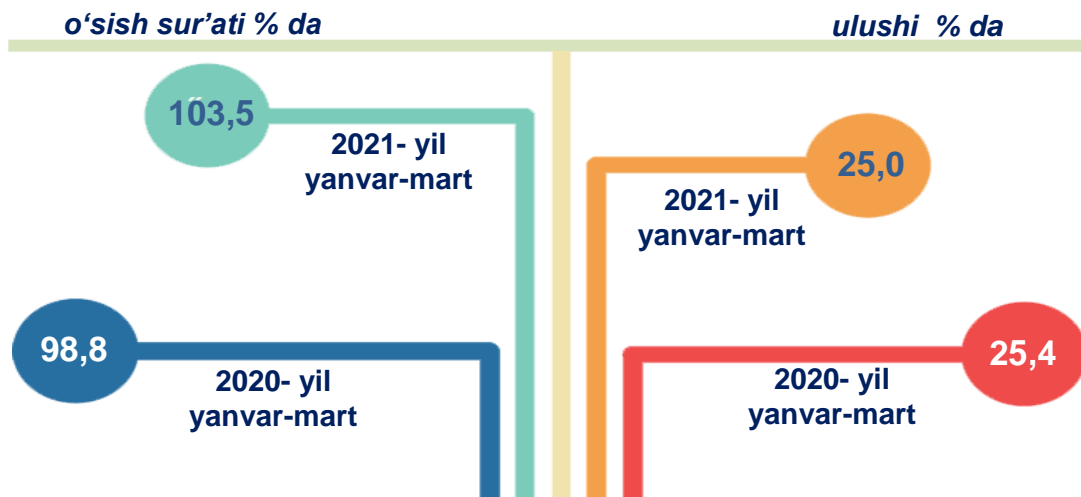 o‘sish sur’ati % da
ulushi % da
103,5
2021- yil
yanvar-mart
25,0
2021- yil
yanvar-mart
98,8
2020- yil
yanvar-mart
25,4
2020- yil
yanvar-mart